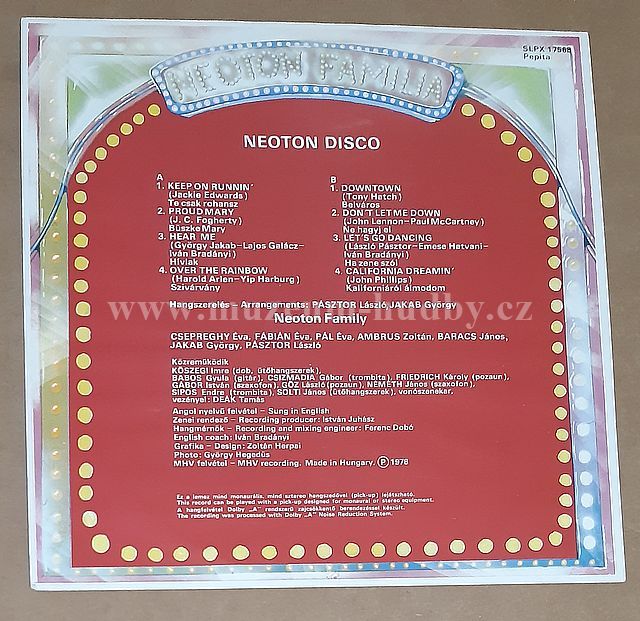 SLPX 17563
Pepita
NEOTON FAMILIA
NEOTON DISCO
A
1. KEEP ON RUNNIN'
(Jackie Edwards)
Te csak rohansz
2. PROUD MARY
(J. C. Fogherty)
Büszke Mary
3. HEAR ME
(György Jakab-Lajos Galácz-
Iván Bradányi)
Hívlak
4. OVER THE RAINBOW
(Harold Arlen-Yip Harburg)
Szivárvány
B
1. DOWNTOWN
(Tony Hatch)
Belváros
2. DON'T LET ME DOWN
(John Lennon-Paul McCartney)
Ne hagyj el
3. LET'S GO DANCING
(László Pásztor-Emese Hatvani-
Iván Bradányi)
Ha zene szól
4. CALIFORNIA DREAMIN'
(John Phillips)
Kaliforniáról álmodom
Hangszerelés - Arrangements: PÁSZTOR László, JAKAB György
www.muzikant-hudby.cz
Neoton Family
CSEPREGHY Éva, FÁBIÁN Éva, PÁL Éva, AMBRUS Zoltán, BARACS János,
JAKAB György, PÁSZTOR László
Közreműködik
KŐSZEGI Imre (dob, ütőhangszerek),
BABOS Gyula (gitár), CSIZMADIA Gábor (trombita), FRIEDRICH Károly (pozaun),
GÁBOR István (szaxofon), GŐZ László (pozaun), NÉMETH János (szaxofon),
SIPOS Endre (trombita), SOLTI János (ütőhangszerek), vonószenekar,
vezényel: DEÁK Tamás
Angol nyelvű felvétel - Sung in English
Zenei rendező - Recording producer: István Juhász
Hangmérnök - Recording and mixing engineer: Ferenc Dobó
English coach: Iván Bradányi
Grafika - Design: Zoltán Herpai
Photo: György Hegedűs
MHV felvétel - MHV recording. Made in Hungary. Ⓟ 1978
Ez a lemez mind monaurális, mind sztereo hangszedővel (pick-up) lejátszható.
This record can be played with a pick-up designed for monaural or stereo equipment.
A hangfelvétel Dolby „A" rendszerű zajcsökkentő berendezéssel készült.
The recording was processed with Dolby „A" Noise Reduction System.